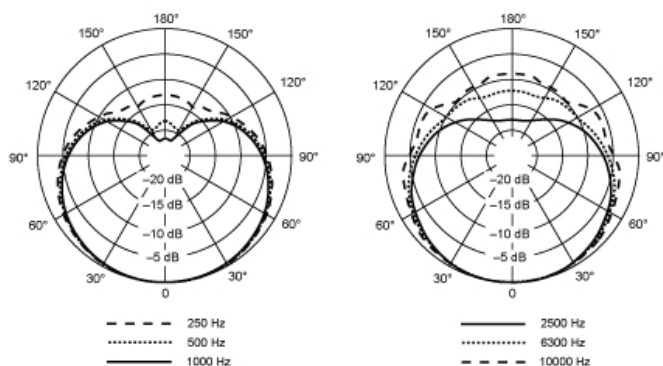 180°
150° 150°
120° 120°
90° 90°
60° 60°
30° 30°
0
–20 dB
–15 dB
–10 dB
–5 dB
250 Hz
500 Hz
1000 Hz
180°
150° 150°
120° 120°
90° 90°
60° 60°
30° 30°
0
–20 dB
–15 dB
–10 dB
–5 dB
2500 Hz
6300 Hz
10000 Hz